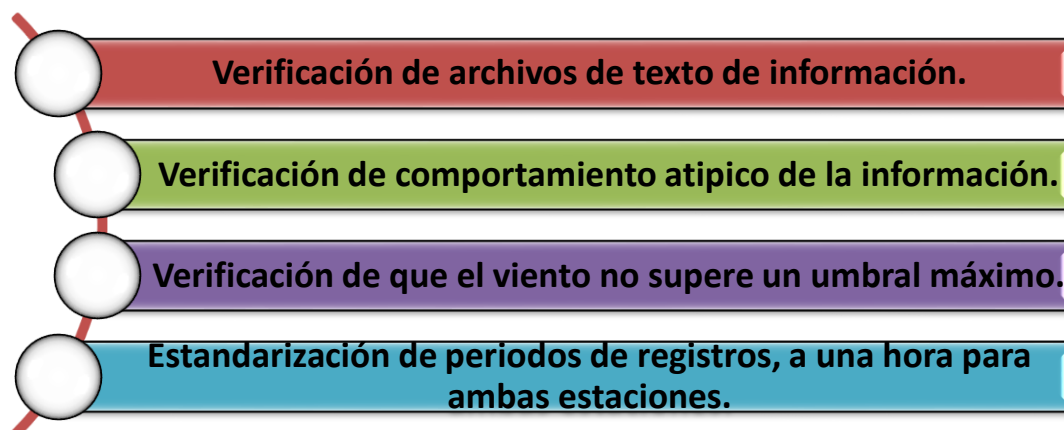 Verificación de archivos de texto de información.
Verificación de comportamiento atipico de la información.
Verificación de que el viento no supere un umbral máximo.
Estandarización de periodos de registros, a una hora para
ambas estaciones.